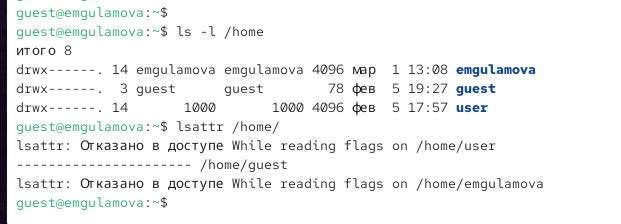 guest@emgulamova:~$
guest@emgulamova:~$ ls -l /home
итого 8
drwx------. 14 emgulamova emgulamova 4096 мар  1 13:08 emgulamova
drwx------.  3 guest      guest        78 фев  5 19:27 guest
drwx------. 14       1000       1000 4096 фев  5 17:57 user
guest@emgulamova:~$ lsattr /home/
lsattr: Отказано в доступе While reading flags on /home/user
---------------------- /home/guest
lsattr: Отказано в доступе While reading flags on /home/emgulamova
guest@emgulamova:~$